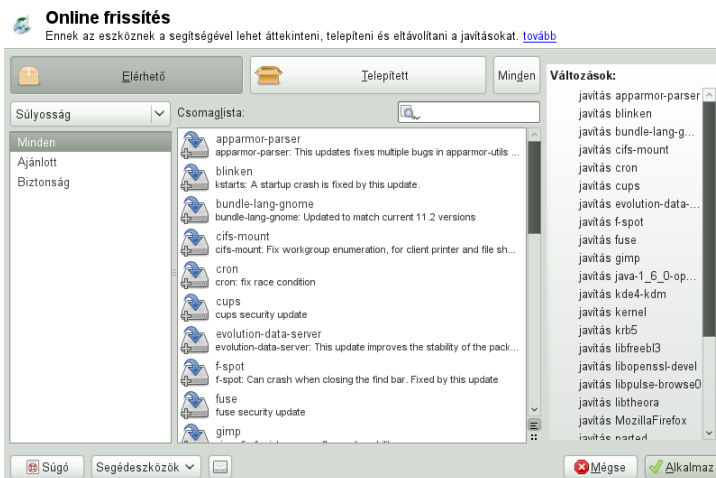 Online frissítés
Ennek az eszköznek a segítségével lehet áttekinteni, telepíteni és eltávolítani a javításokat. tovább
Elérhető
Telepített
Minden
Változások:
Súlyosság
Csomaglista:
Minden
Ajánlott
Biztonság
apparmor-parser
apparmor-parser: This updates fixes multiple bugs in apparmor-utils ...
blinken
kstarts: A startup crash is fixed by this update.
bundle-lang-gnome
bundle-lang-gnome: Updated to match current 11.2 versions
cifs-mount
cifs-mount: Fix workgroup enumeration, for client printer and file sh...
cron
cron: fix race condition
cups
cups security update
evolution-data-server
evolution-data-server: This update improves the stability of the pack...
f-spot
f-spot: Can crash when closing the find bar. Fixed by this update
fuse
fuse security update
gimp
javítás apparmor-parser
javítás blinken
javítás bundle-lang-g...
javítás cifs-mount
javítás cron
javítás cups
javítás evolution-data-...
javítás f-spot
javítás fuse
javítás gimp
javítás java-1_6_0-op...
javítás kde4-kdm
javítás kernel
javítás krb5
javítás libfreebl3
javítás libopenssl-devel
javítás libpulse-browse0
javítás libtheora
javítás MozillaFirefox
javítás parted
Súgó
Segédeszközök
Mégse
Alkalmaz